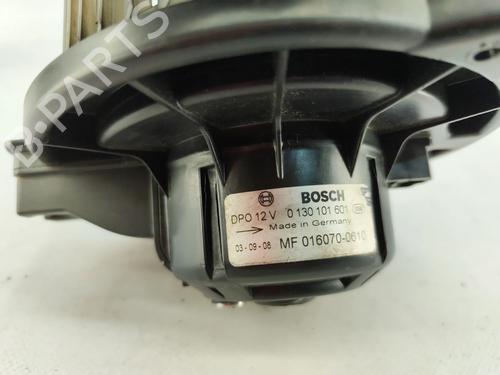 B-PARTS
BOSCH
DPO 12 V 0 130 101 601
Made in Germany
03-09-08 MF 016070-0610